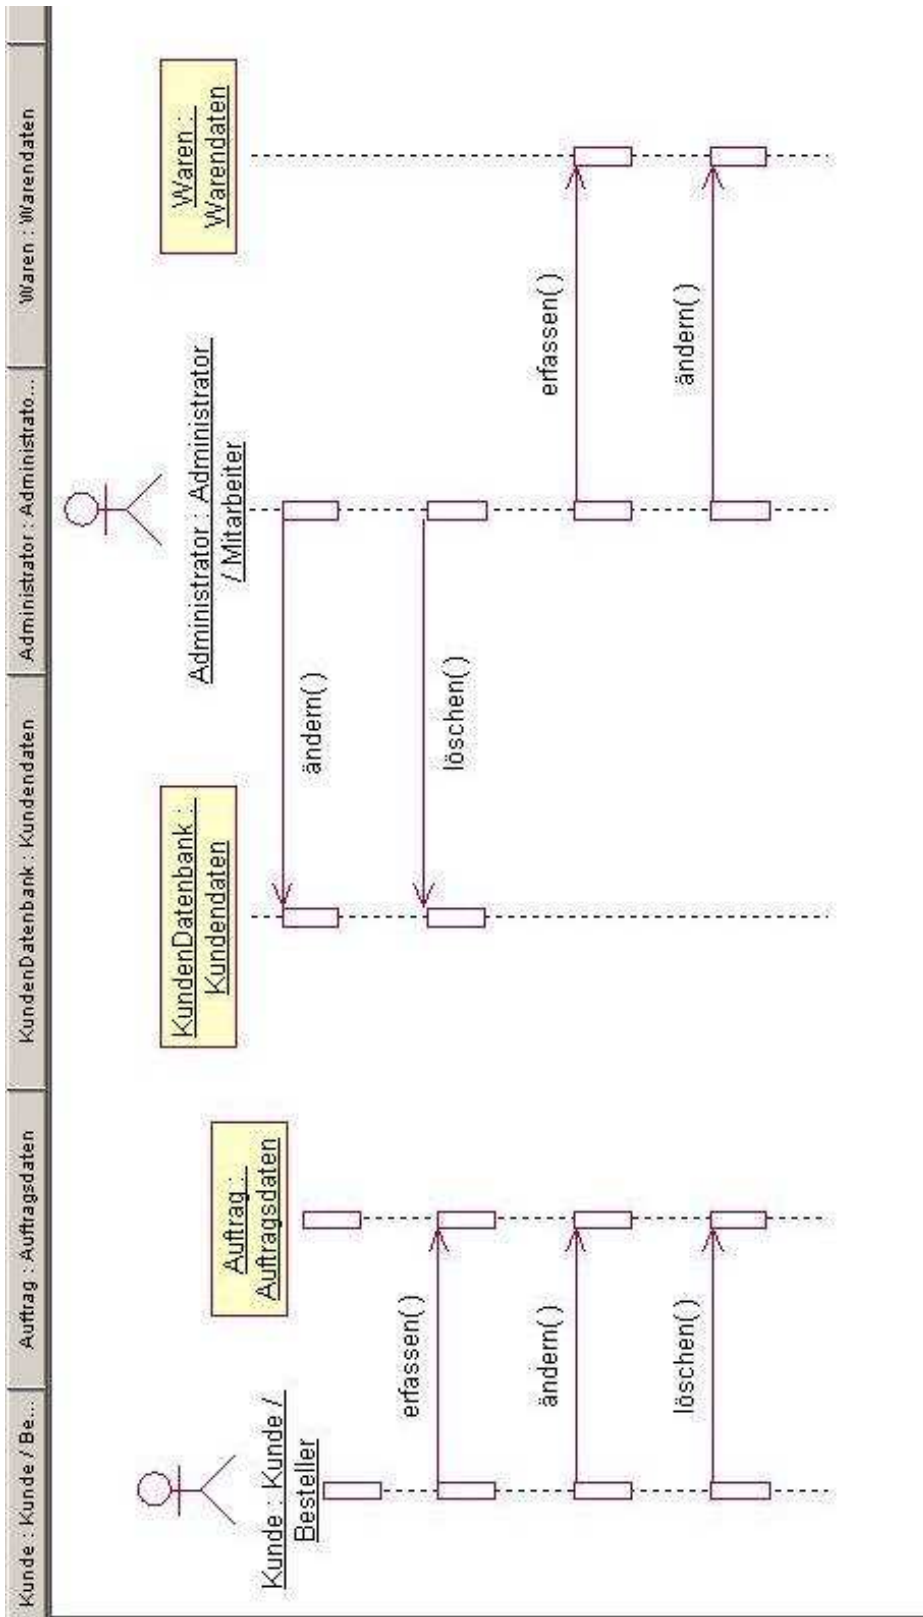 Kunde : Kunde / Be...
Auftrag : Auftragsdaten
KundenDatenbank : Kundendaten
Administrator : Administrato...
Waren : Warendaten
Kunde : Kunde /
Besteller
Auftrag :
Auftragsdaten
KundenDatenbank :
Kundendaten
Administrator : Administrator
/ Mitarbeiter
Waren :
Warendaten
ändern( )
erfassen( )
löschen( )
ändern( )
erfassen( )
löschen( )
ändern( )